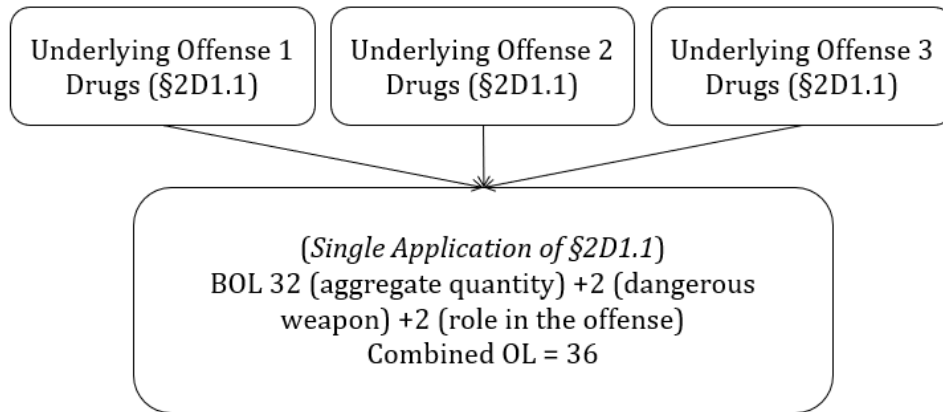 Underlying Offense 1
Drugs (§2D1.1)
Underlying Offense 2
Drugs (§2D1.1)
Underlying Offense 3
Drugs (§2D1.1)
(Single Application of §2D1.1)
BOL 32 (aggregate quantity) +2 (dangerous
weapon) +2 (role in the offense)
Combined OL = 36